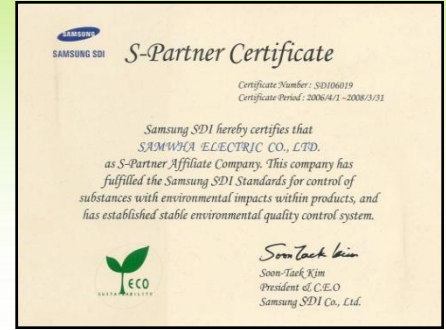 SAMSUNG
SAMSUNG SDI
S-Partner Certificate
Certificate Number : SDI06019
Certificate Period : 2006/4/1 ~2008/3/31
Samsung SDI hereby certifies that
SAMWHA ELECTRIC CO., LTD.
as S-Partner Affiliate Company. This company has
fulfilled the Samsung SDI Standards for control of
substances with environmental impacts within products, and
has established stable environmental quality control system.
Soon Taek Kim
Soon-Taek Kim
President & C.E.O
Samsung SDI Co., Ltd.
ECO
SUSTAINABILITY